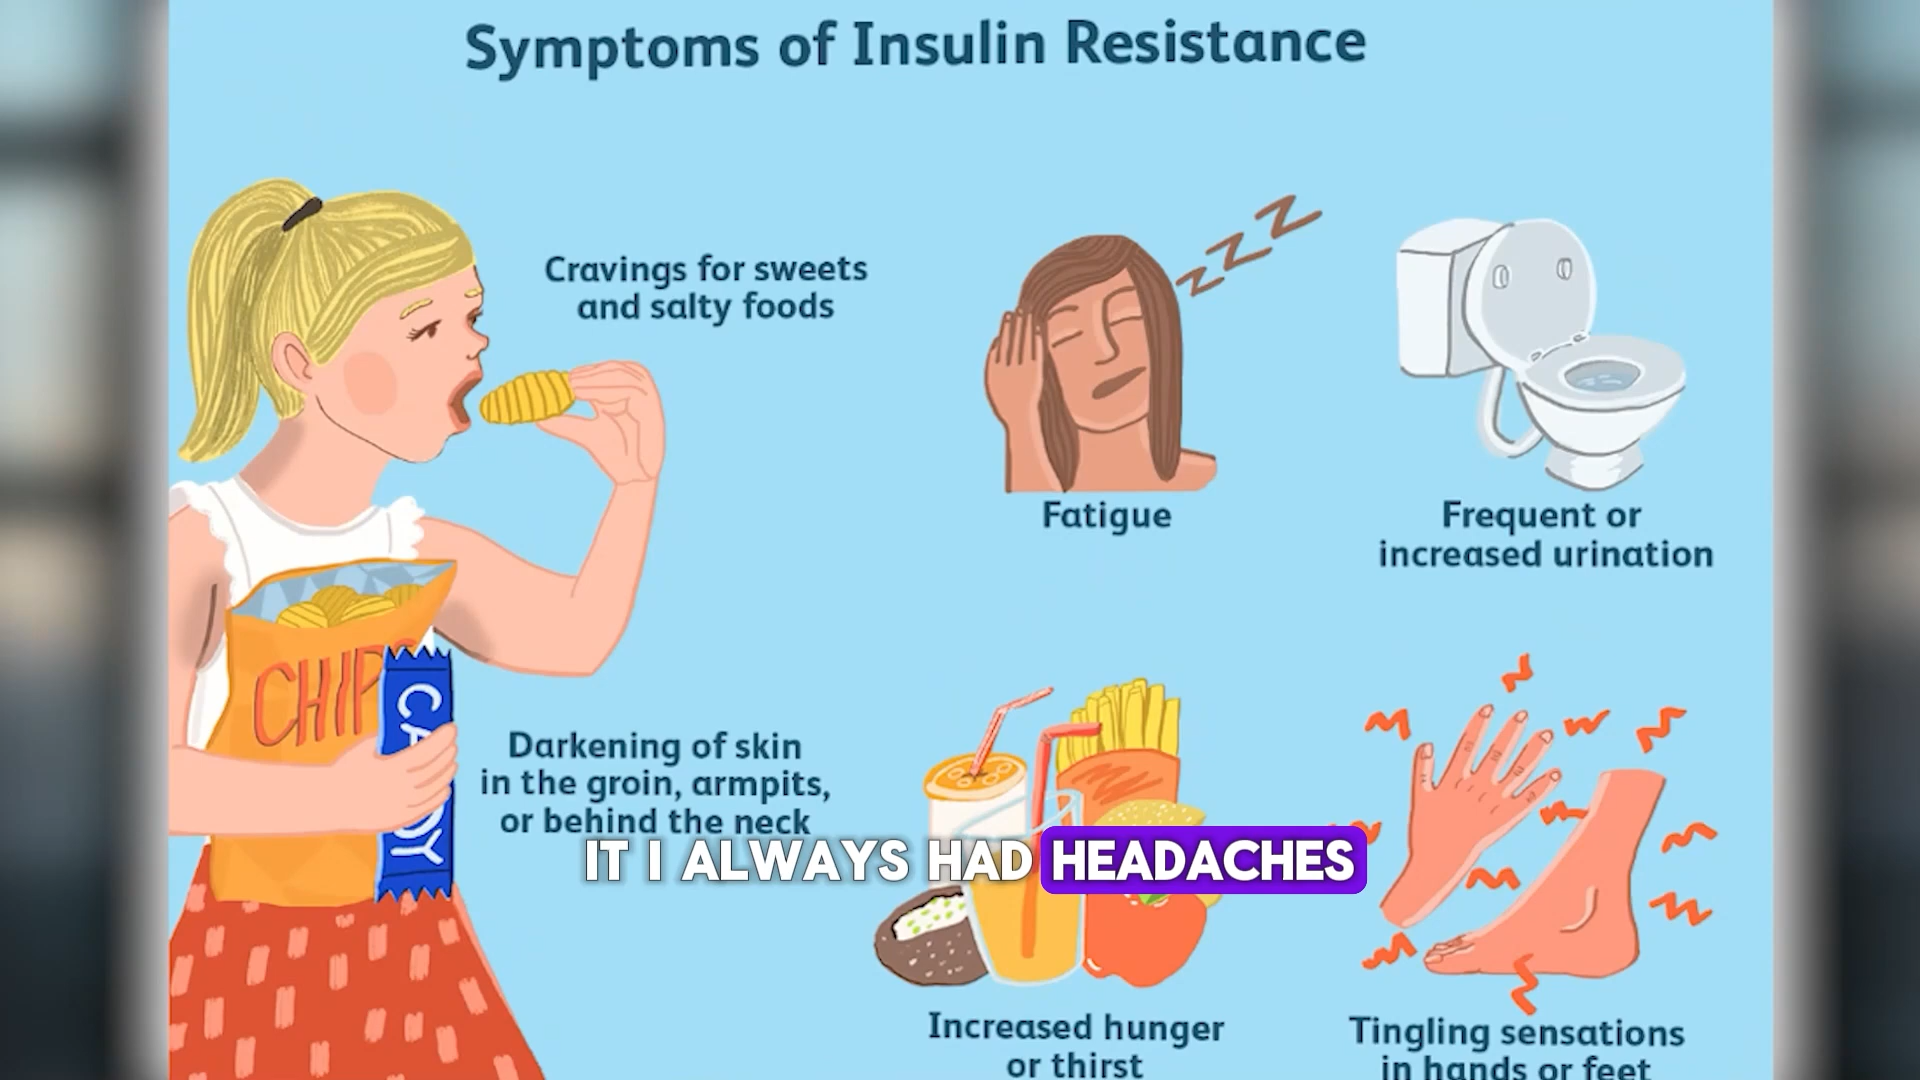 Symptoms of Insulin Resistance
Cravings for sweets
and salty foods
Fatigue
Frequent or
increased urination
CHIPS
CANDY
Darkening of skin
in the groin, armpits,
or behind the neck
IT I ALWAYS HAD HEADACHES
Increased hunger
or thirst
Tingling sensations
in hands or feet